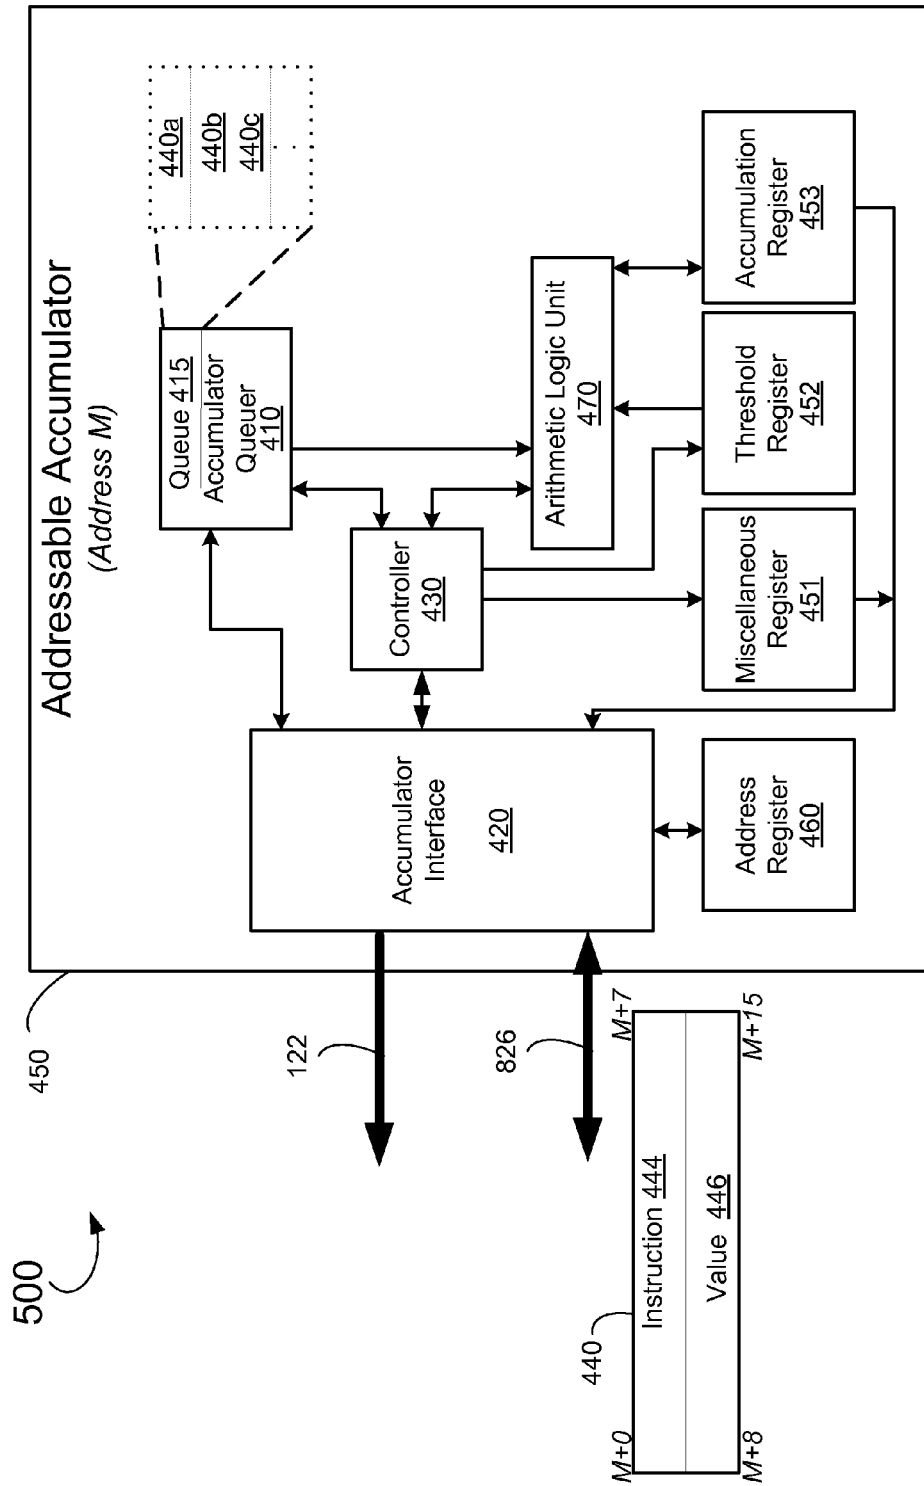 500
450
Addressable Accumulator
(Address M)
Queue 415
Accumulator
Queuer
410
440a
440b
440c
Controller
430
Arithmetic Logic Unit
470
Accumulator
Interface
420
122
826
Address
Register
460
Miscellaneous
Register
451
Threshold
Register
452
Accumulation
Register
453
440
M+0
M+7
Instruction 444
Value 446
M+8
M+15